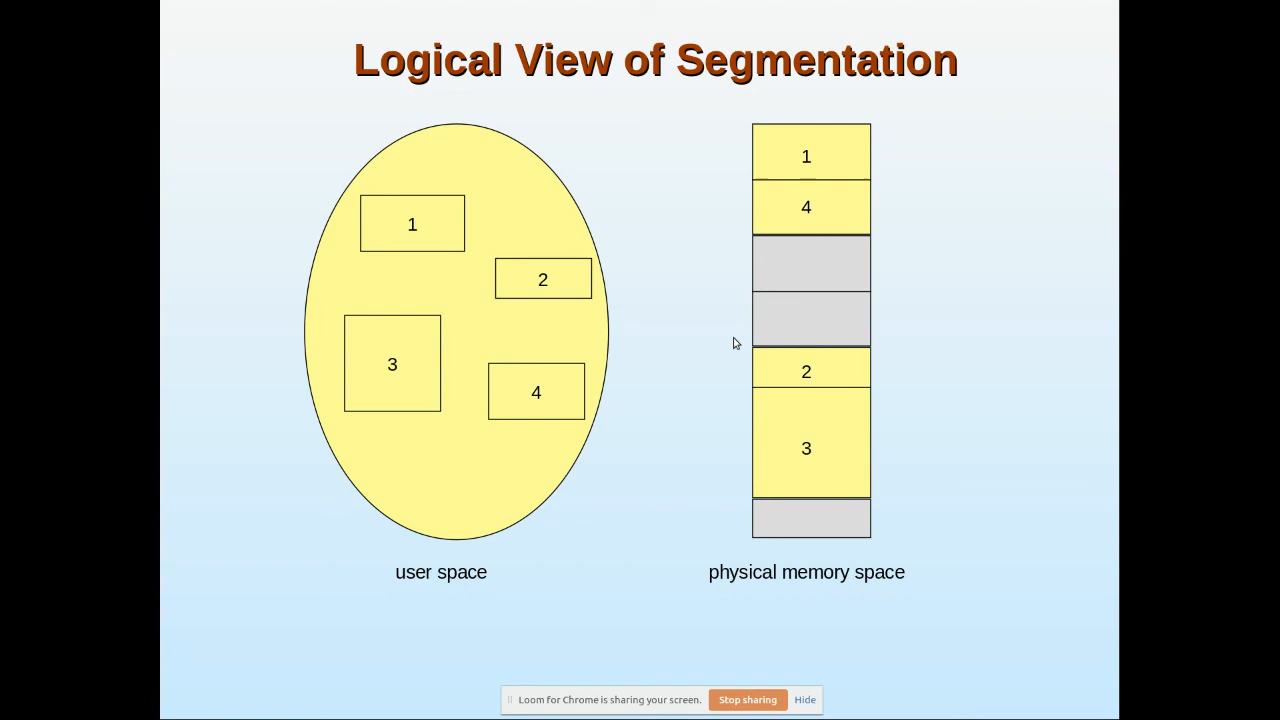 Logical View of Segmentation
1
2
3
4
user space
1
4
2
3
physical memory space
Loom for Chrome is sharing your screen. Stop sharing Hide